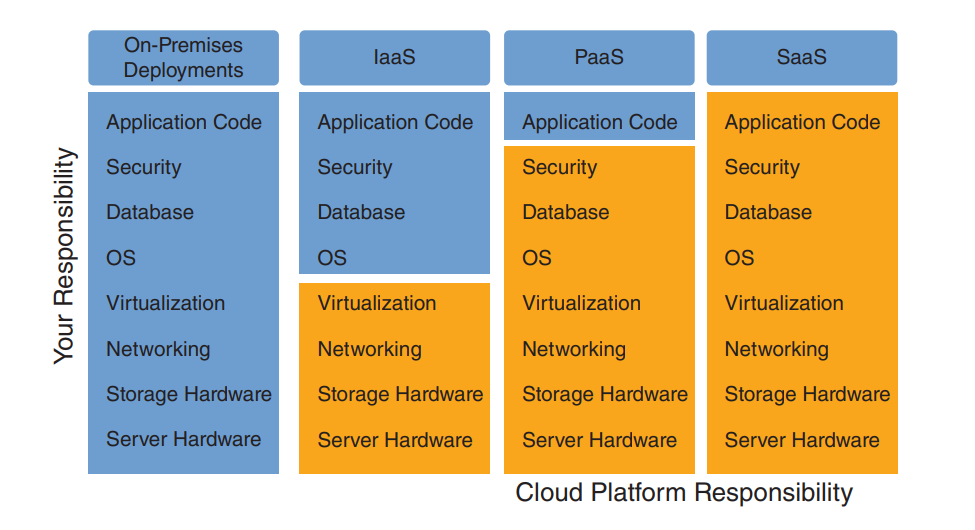 On-Premises
Deployments
IaaS
PaaS
SaaS
Your Responsibility
Application Code
Security
Database
OS
Virtualization
Networking
Storage Hardware
Server Hardware
Application Code
Security
Database
OS
Virtualization
Networking
Storage Hardware
Server Hardware
Application Code
Security
Database
OS
Virtualization
Networking
Storage Hardware
Server Hardware
Application Code
Security
Database
OS
Virtualization
Networking
Storage Hardware
Server Hardware
Cloud Platform Responsibility